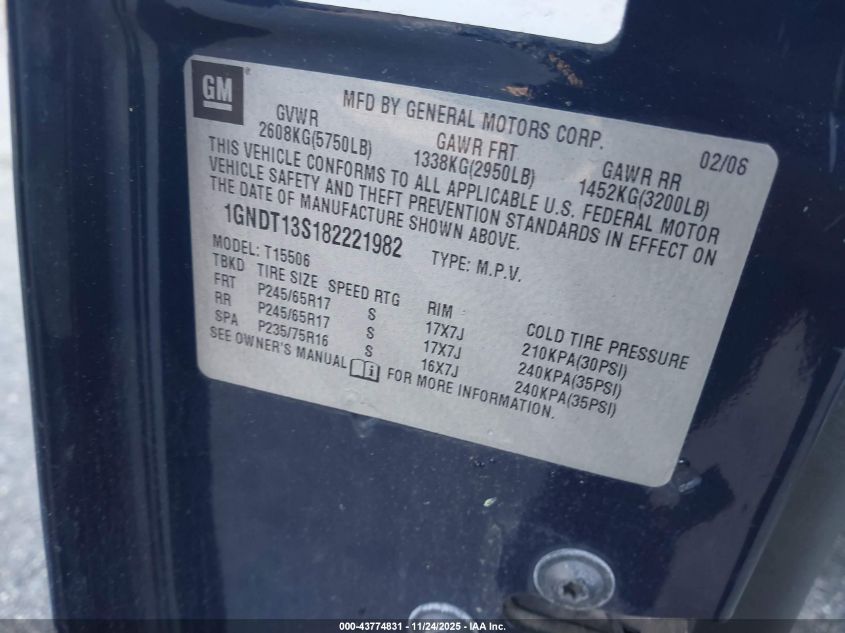 GM
MFD BY GENERAL MOTORS CORP. 02/06
GVWR GAWR FRT GAWR RR
2608KG(5750LB) 1338KG(2950LB) 1452KG(3200LB)
THIS VEHICLE CONFORMS TO ALL APPLICABLE U.S. FEDERAL MOTOR
VEHICLE SAFETY AND THEFT PREVENTION STANDARDS IN EFFECT ON
THE DATE OF MANUFACTURE SHOWN ABOVE.
1GNDT13S182221982 TYPE: M.P.V.
MODEL: T15506
TBKD TIRE SIZE SPEED RTG RIM COLD TIRE PRESSURE
FRT P245/65R17 S 17X7J 210KPA(30PSI)
RR P245/65R17 S 17X7J 240KPA(35PSI)
SPA P235/75R16 S 16X7J 240KPA(35PSI)
SEE OWNER'S MANUAL FOR MORE INFORMATION.
000-43774831 - 11/24/2025 - IAA Inc.